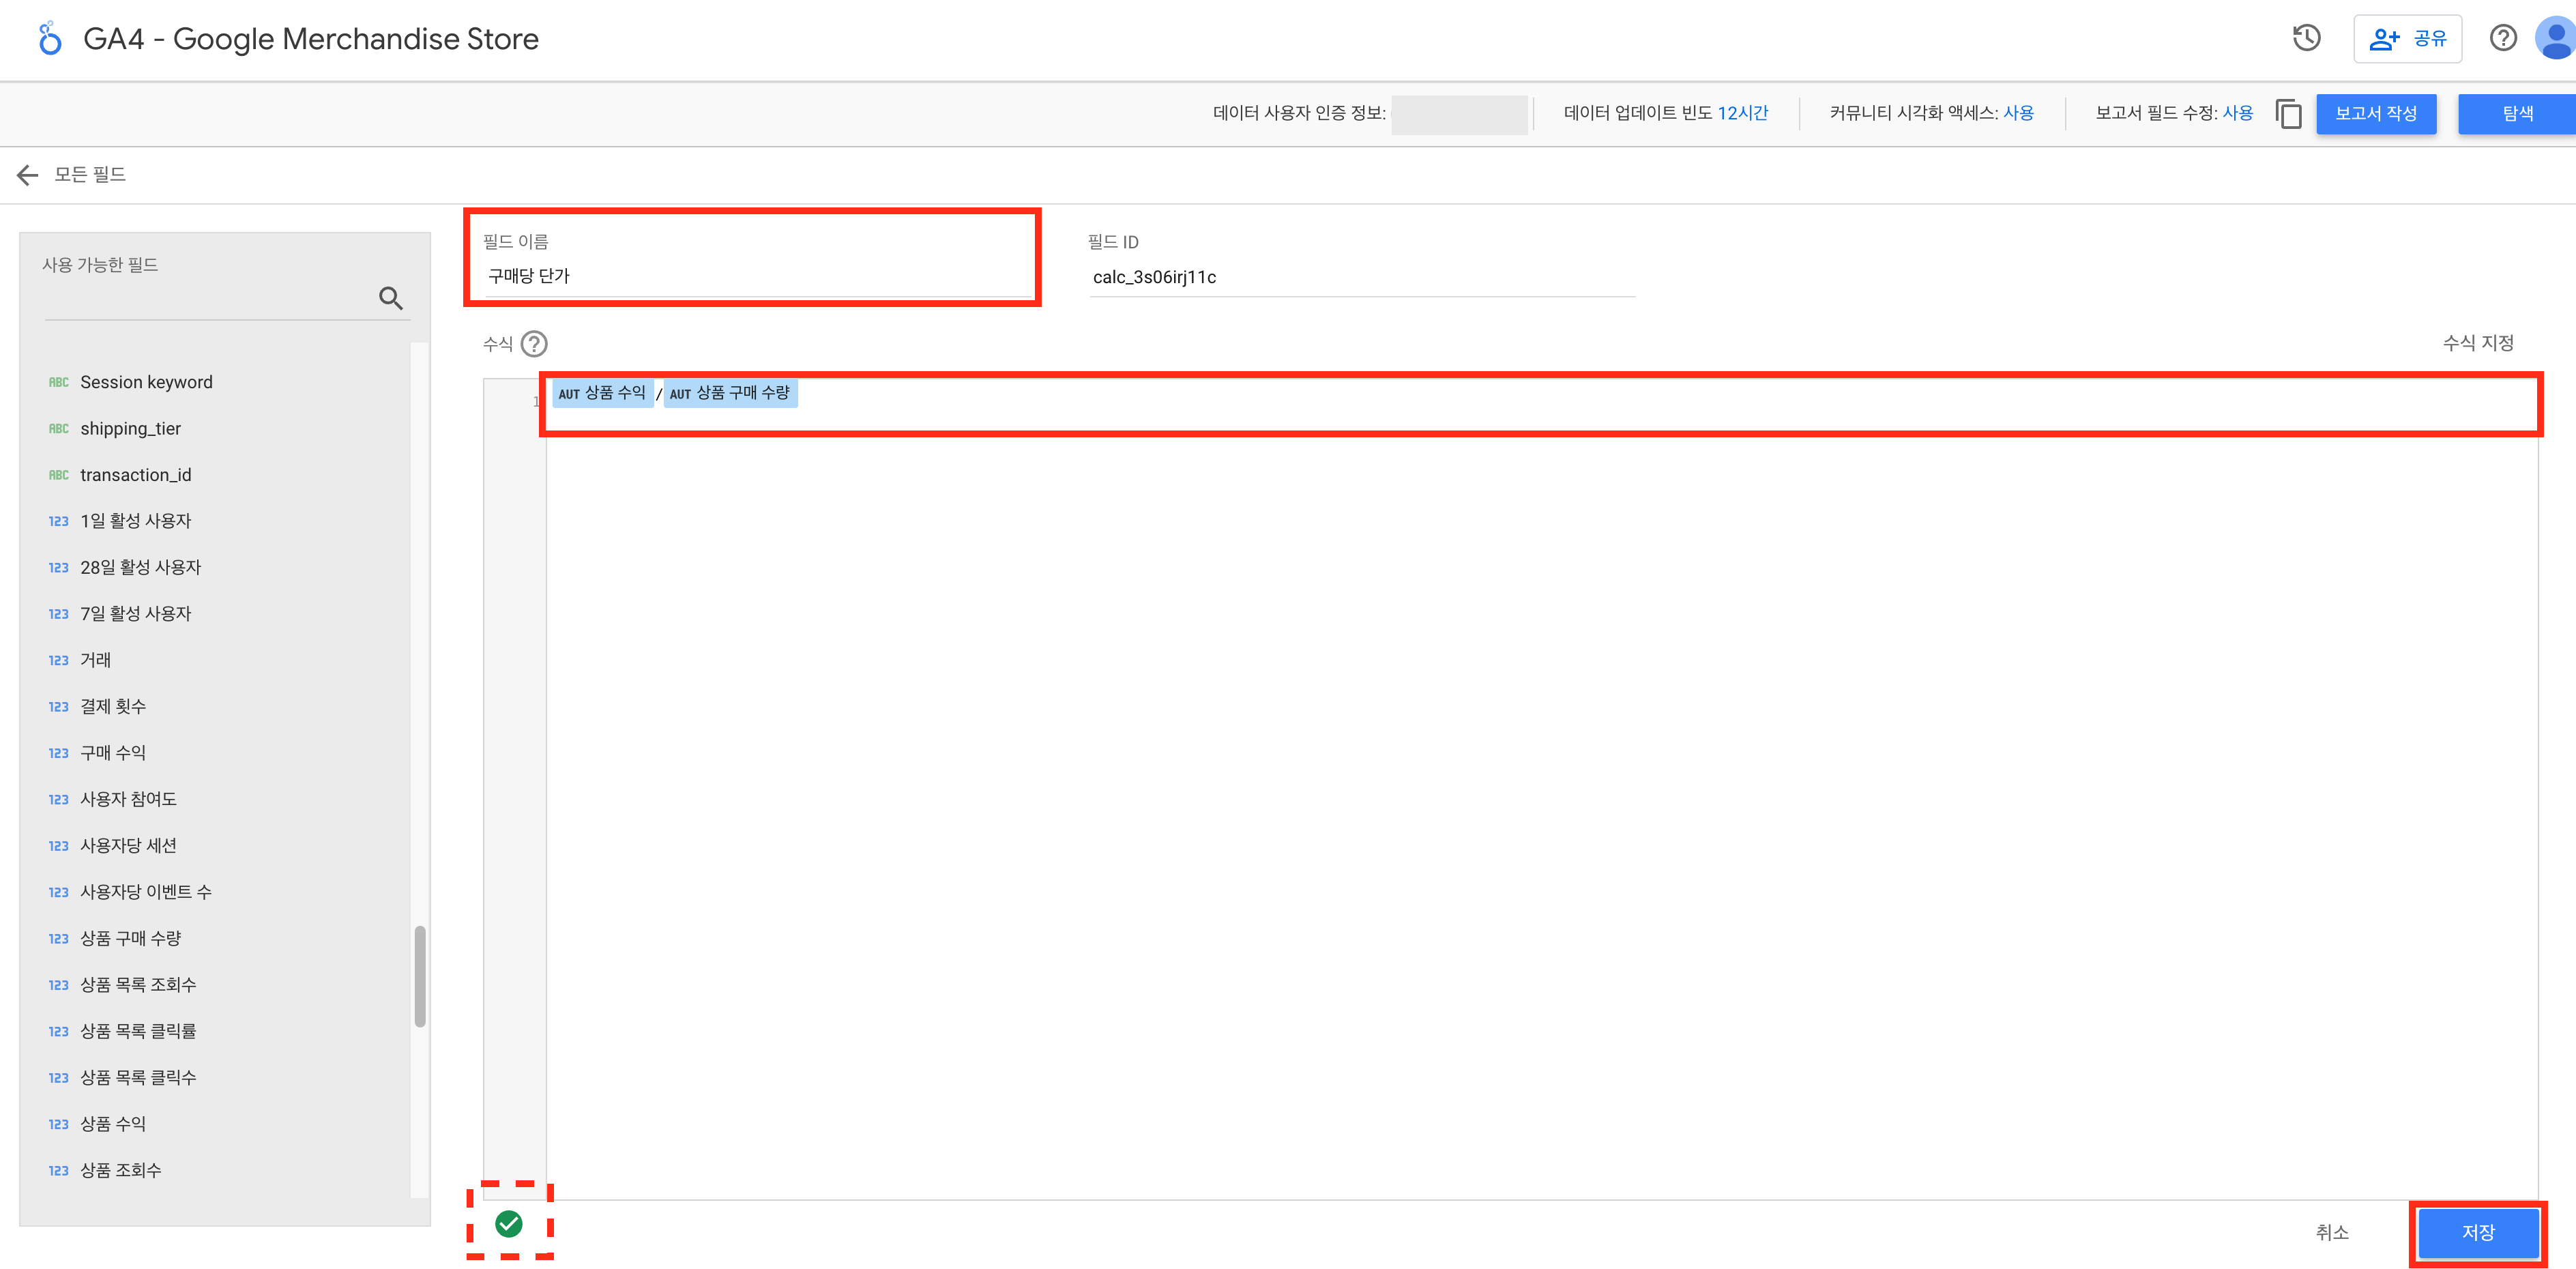 GA4 - Google Merchandise Store
공유
데이터 사용자 인증 정보:
데이터 업데이트 빈도 12시간
커뮤니티 시각화 액세스: 사용
보고서 필드 수정: 사용
보고서 작성
탐색
모든 필드
사용 가능한 필드
ABC Session keyword
ABC shipping_tier
ABC transaction_id
123 1일 활성 사용자
123 28일 활성 사용자
123 7일 활성 사용자
123 거래
123 결제 횟수
123 구매 수익
123 사용자 참여도
123 사용자당 세션
123 사용자당 이벤트 수
123 상품 구매 수량
123 상품 목록 조회수
123 상품 목록 클릭률
123 상품 목록 클릭수
123 상품 수익
123 상품 조회수
필드 이름
구매당 단가
필드 ID
calc_3s06irj11c
수식
수식 지정
1 AUT 상품 수익 / AUT 상품 구매 수량
취소
저장